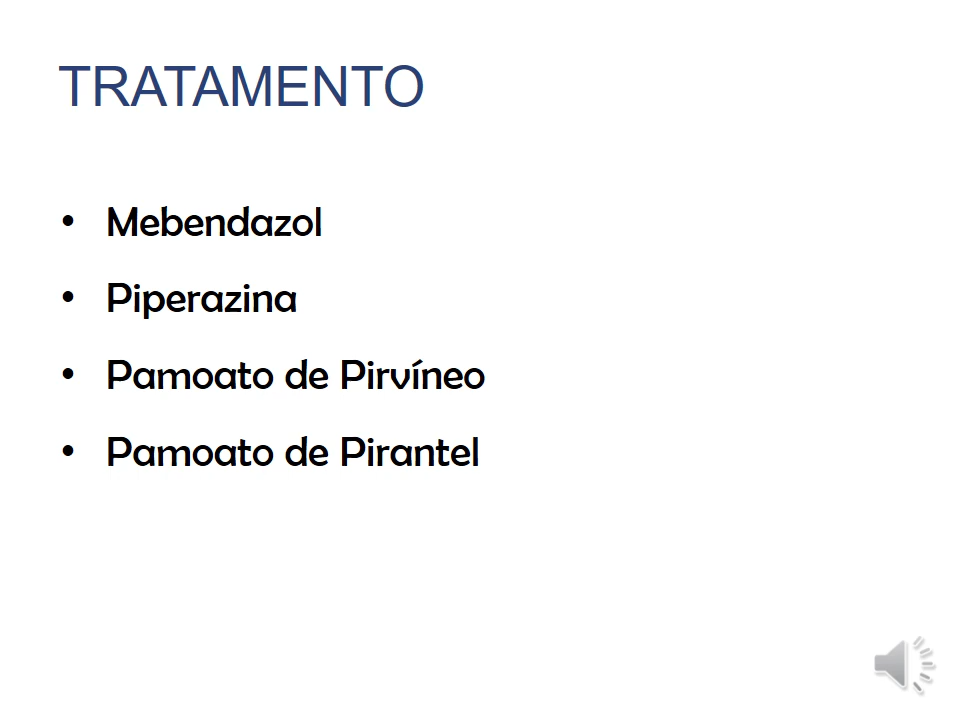 TRATAMENTO
• Mebendazol
• Piperazina
• Pamoato de Pirvíneo
• Pamoato de Pirantel